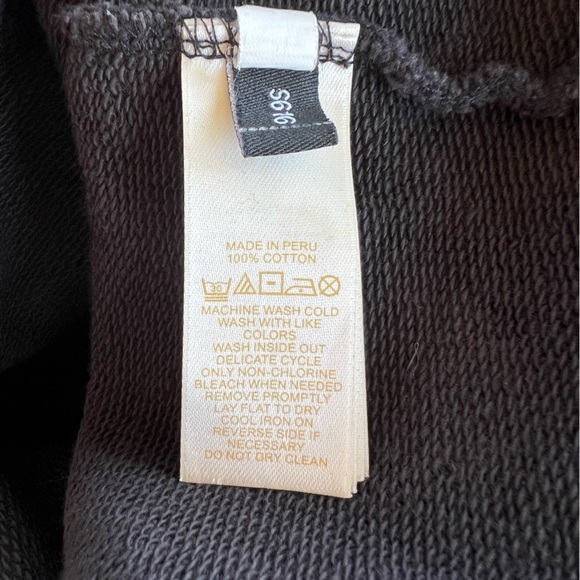 S616
MADE IN PERU
100% COTTON
30
MACHINE WASH COLD
WASH WITH LIKE
COLORS
WASH INSIDE OUT
DELICATE CYCLE
ONLY NON-CHLORINE
BLEACH WHEN NEEDED
REMOVE PROMPTLY
LAY FLAT TO DRY
COOL IRON ON
REVERSE SIDE IF
NECESSARY
DO NOT DRY CLEAN